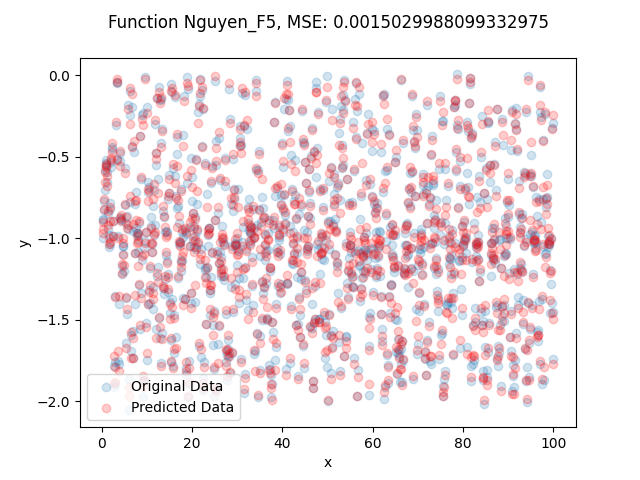 Function Nguyen_F5, MSE: 0.0015029988099332975
0.0
−0.5
−1.0
−1.5
−2.0
y
Original Data
Predicted Data
0 20 40 60 80 100
x